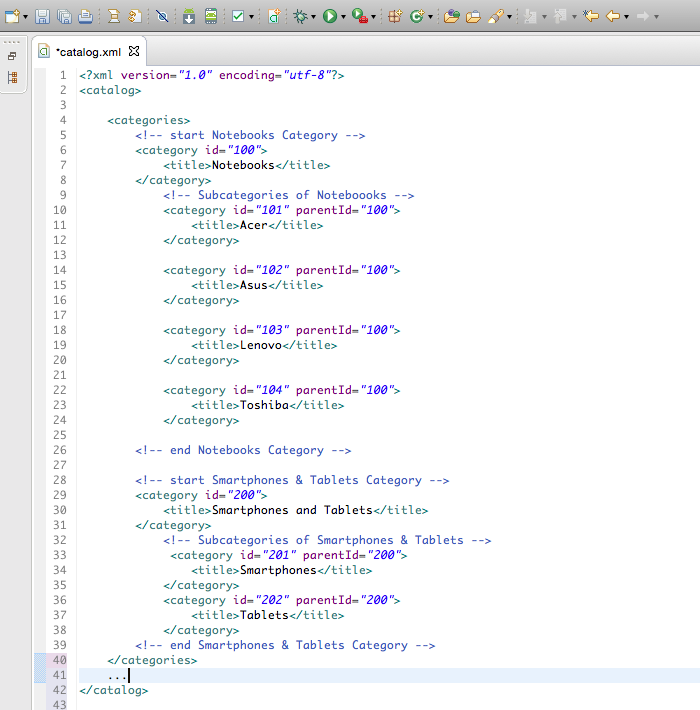 *catalog.xml
1 <?xml version="1.0" encoding="utf-8"?>
2 <catalog>
3
4 <categories>
5 <!-- start Notebooks Category -->
6 <category id="100">
7 <title>Notebooks</title>
8 </category>
9 <!-- Subcategories of Noteboooks -->
10 <category id="101" parentId="100">
11 <title>Acer</title>
12 </category>
13
14 <category id="102" parentId="100">
15 <title>Asus</title>
16 </category>
17
18 <category id="103" parentId="100">
19 <title>Lenovo</title>
20 </category>
21
22 <category id="104" parentId="100">
23 <title>Toshiba</title>
24 </category>
25
26 <!-- end Notebooks Category -->
27
28 <!-- start Smartphones & Tablets Category -->
29 <category id="200">
30 <title>Smartphones and Tablets</title>
31 </category>
32 <!-- Subcategories of Smartphones & Tablets -->
33 <category id="201" parentId="200">
34 <title>Smartphones</title>
35 </category>
36 <category id="202" parentId="200">
37 <title>Tablets</title>
38 </category>
39 <!-- end Smartphones & Tablets Category -->
40 </categories>
41 ...
42 </catalog>
43